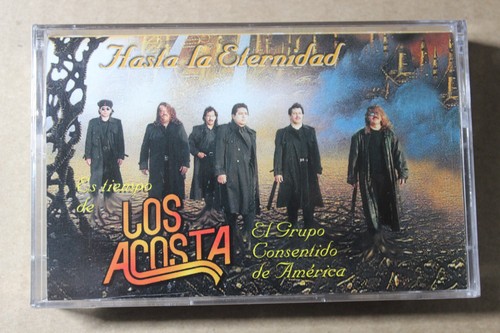 Hasta la Eternidad
Es tiempo
de
LOS
ACOSTA
El Grupo
Consentido
de América